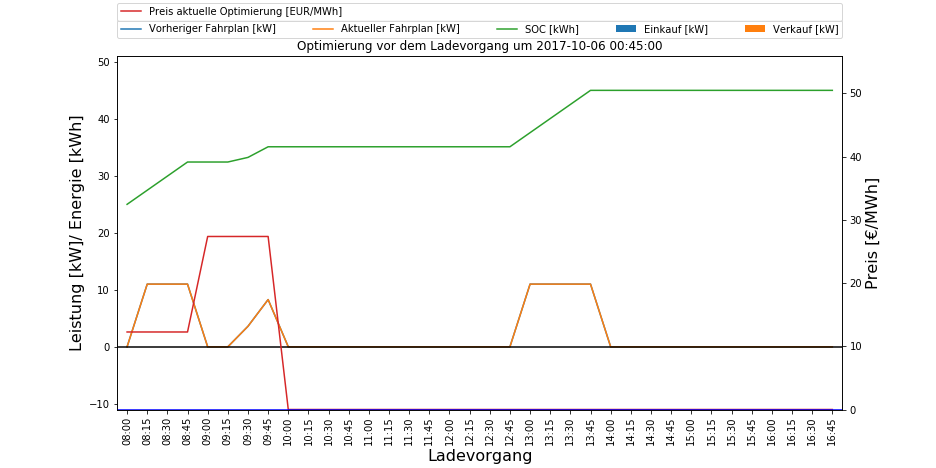 Preis aktuelle Optimierung [EUR/MWh]
Vorheriger Fahrplan [kW] Aktueller Fahrplan [kW] SOC [kWh] Einkauf [kW] Verkauf [kW]
Optimierung vor dem Ladevorgang um 2017-10-06 00:45:00
Leistung [kW]/ Energie [kWh]
50
40
30
20
10
0
−10
50
40
30
20
10
0
Preis [€/MWh]
08:00 08:15 08:30 08:45 09:00 09:15 09:30 09:45 10:00 10:15 10:30 10:45 11:00 11:15 11:30 11:45 12:00 12:15 12:30 12:45 13:00 13:15 13:30 13:45 14:00 14:15 14:30 14:45 15:00 15:15 15:30 15:45 16:00 16:15 16:30 16:45
Ladevorgang